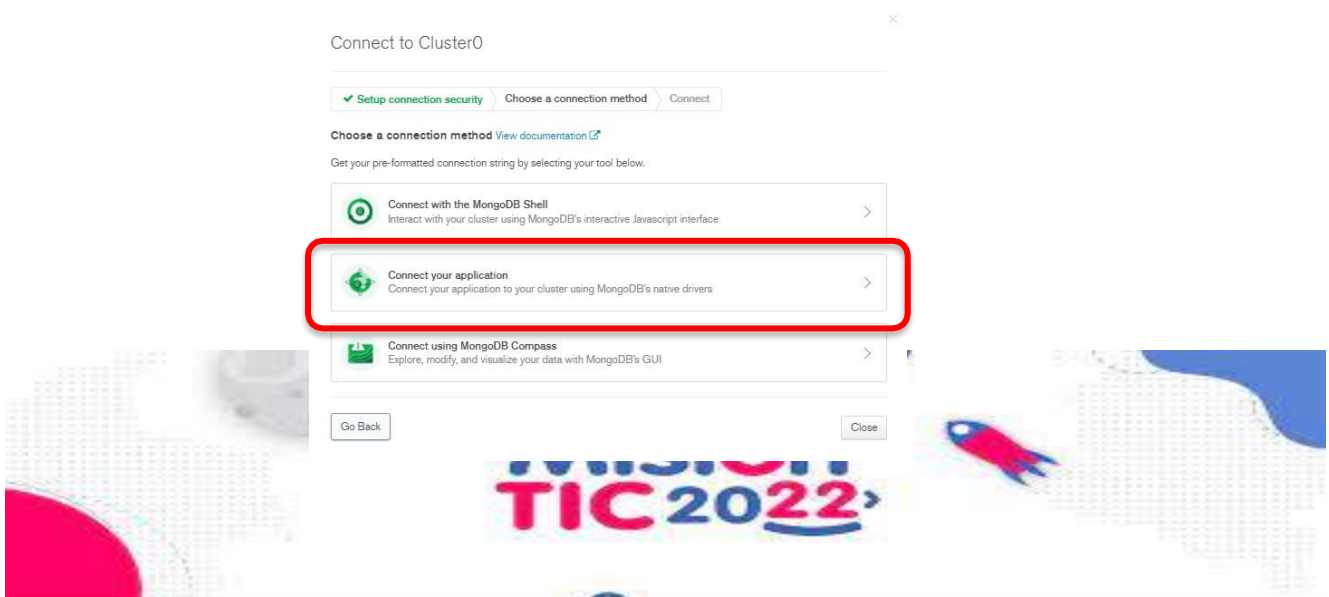 ×
Connect to Cluster0
✔ Setup connection security Choose a connection method Connect
Choose a connection method View documentation
Get your pre-formatted connection string by selecting your tool below.
Connect with the MongoDB Shell
Interact with your cluster using MongoDB's interactive Javascript interface
Connect your application
Connect your application to your cluster using MongoDB's native drivers
Connect using MongoDB Compass
Explore, modify, and visualize your data with MongoDB's GUI
Go Back Close
MISION
TIC 2022>